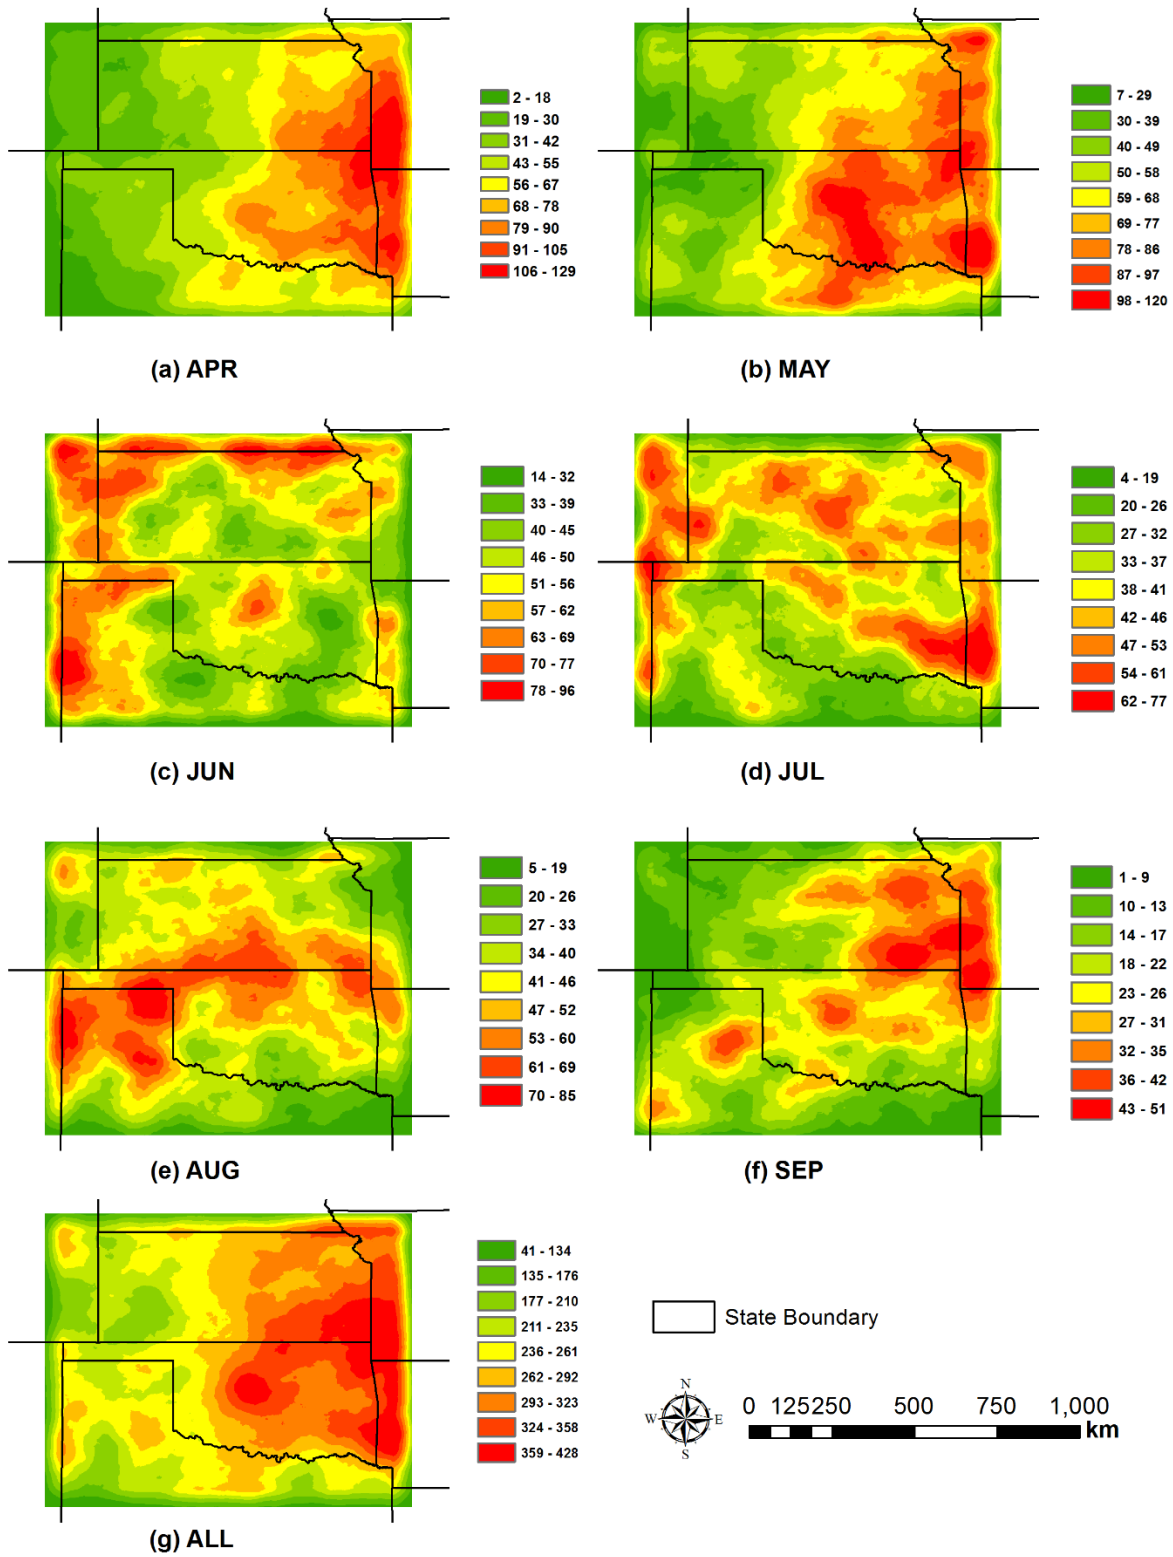 2 - 18
19 - 30
31 - 42
43 - 55
56 - 67
68 - 78
79 - 90
91 - 105
106 - 129
(a) APR
7 - 29
30 - 39
40 - 49
50 - 58
59 - 68
69 - 77
78 - 86
87 - 97
98 - 120
(b) MAY
14 - 32
33 - 39
40 - 45
46 - 50
51 - 56
57 - 62
63 - 69
70 - 77
78 - 96
(c) JUN
4 - 19
20 - 26
27 - 32
33 - 37
38 - 41
42 - 46
47 - 53
54 - 61
62 - 77
(d) JUL
5 - 19
20 - 26
27 - 33
34 - 40
41 - 46
47 - 52
53 - 60
61 - 69
70 - 85
(e) AUG
1 - 9
10 - 13
14 - 17
18 - 22
23 - 26
27 - 31
32 - 35
36 - 42
43 - 51
(f) SEP
41 - 134
135 - 176
177 - 210
211 - 235
236 - 261
262 - 292
293 - 323
324 - 358
359 - 428
(g) ALL
State Boundary
N
W E
S
0 125 250 500 750 1,000
km